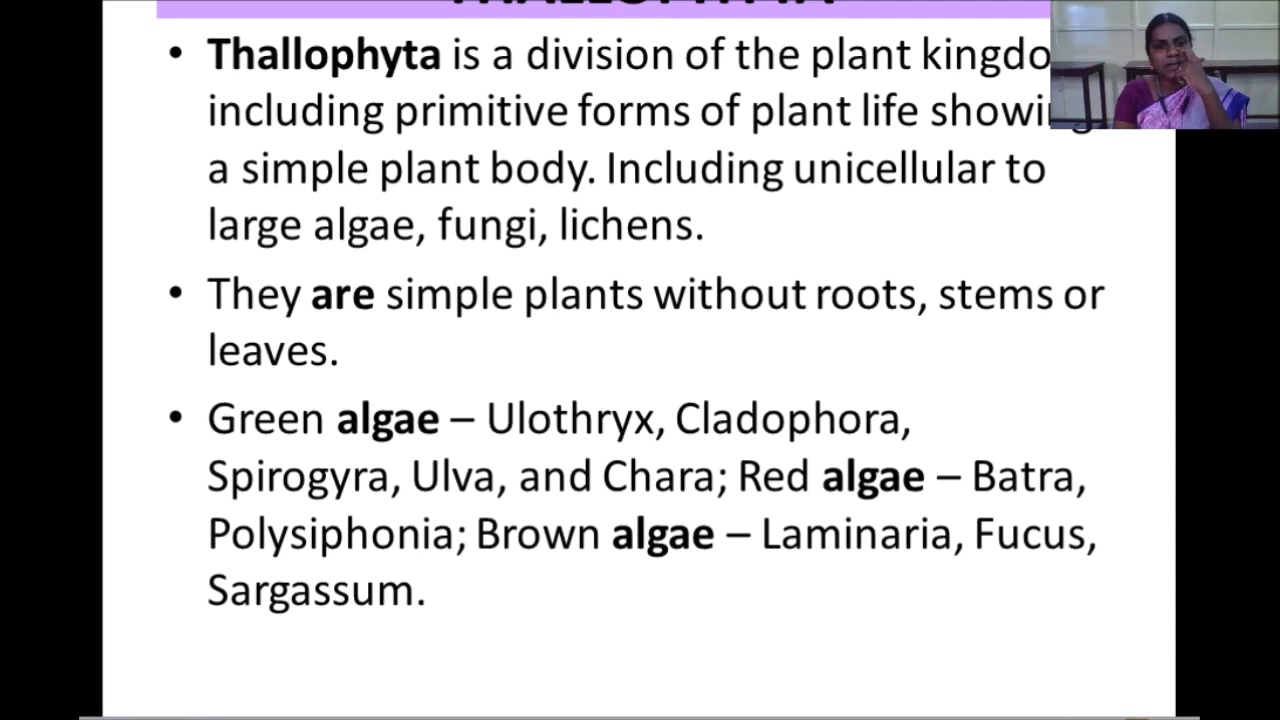 THALLOPHYTA
• Thallophyta is a division of the plant kingdo
including primitive forms of plant life showing
a simple plant body. Including unicellular to
large algae, fungi, lichens.
• They are simple plants without roots, stems or
leaves.
• Green algae – Ulothryx, Cladophora,
Spirogyra, Ulva, and Chara; Red algae – Batra,
Polysiphonia; Brown algae – Laminaria, Fucus,
Sargassum.